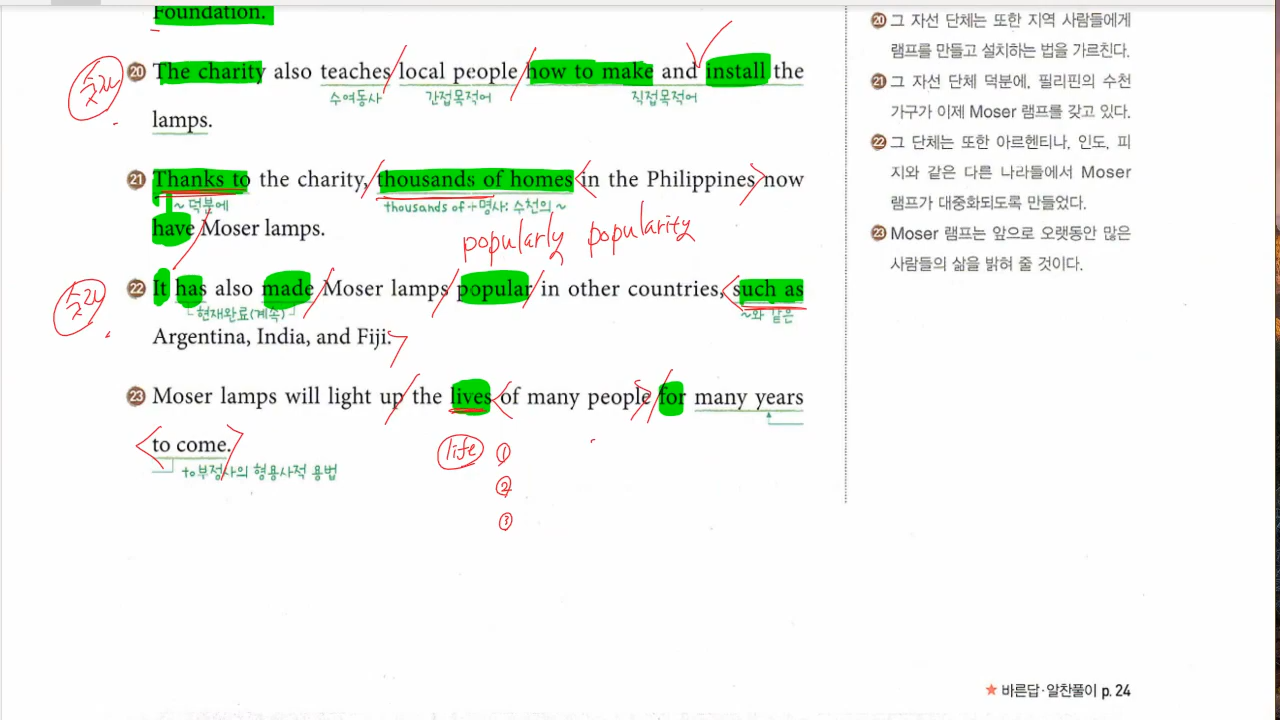 Foundation.
숫자
20 The charity also teaches local people how to make and install the
수여동사 간접목적어 직접목적어
lamps.
21 Thanks to the charity, thousands of homes in the Philippines now
~ 덕분에 thousands of+명사: 수천의 ~
have Moser lamps.
popularly popularity
22 It has also made Moser lamps popular in other countries, such as
현재완료(계속) ~와 같은
Argentina, India, and Fiji.
23 Moser lamps will light up the lives of many people for many years
to come.
to부정사의 형용사적 용법
life ①
②
③
20 그 자선 단체는 또한 지역 사람들에게
램프를 만들고 설치하는 법을 가르친다.
21 그 자선 단체 덕분에, 필리핀의 수천
가구가 이제 Moser 램프를 갖고 있다.
22 그 단체는 또한 아르헨티나, 인도, 피
지와 같은 다른 나라들에서 Moser
램프가 대중화되도록 만들었다.
23 Moser 램프는 앞으로 오랫동안 많은
사람들의 삶을 밝혀 줄 것이다.
★ 바른답·알찬풀이 p. 24